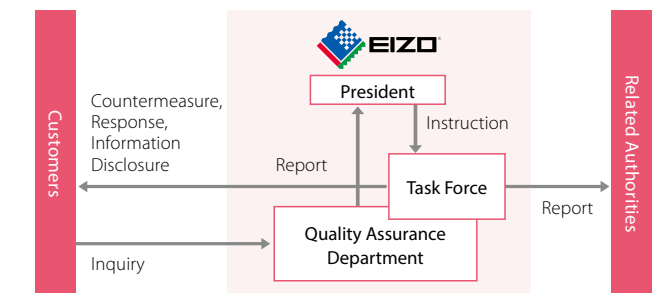 EIZO
President
Customers
Countermeasure,
Response,
Information
Disclosure
Instruction
Related Authorities
Report
Task Force
Report
Quality Assurance
Department
Inquiry